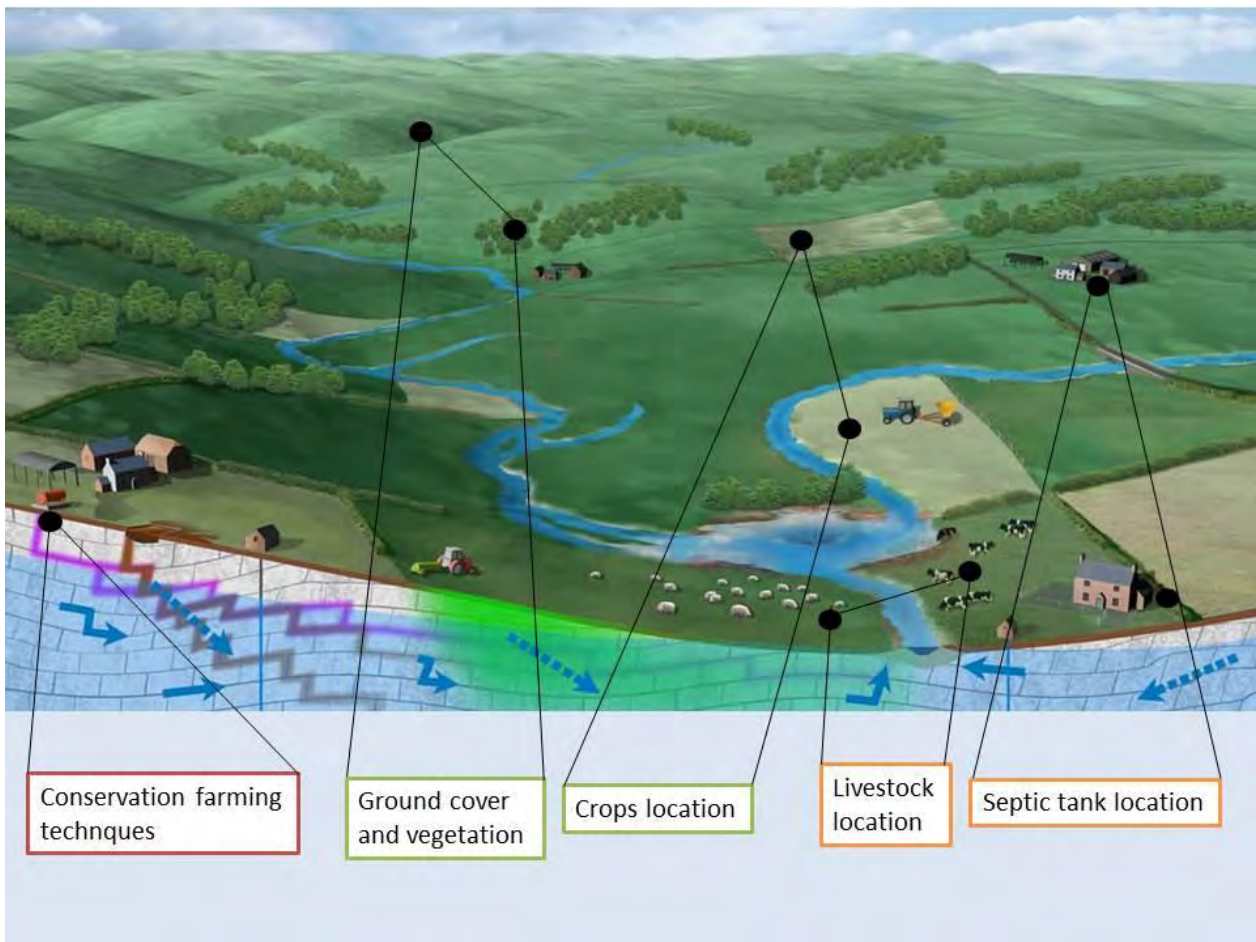 Conservation farming
technques
Ground cover
and vegetation
Crops location
Livestock
location
Septic tank location